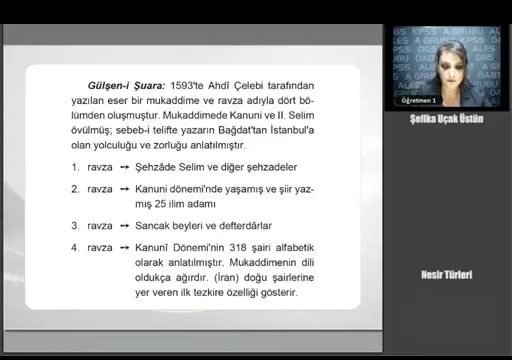 Gülşen-i Şuara: 1593'te Ahdî Çelebi tarafından
yazılan eser bir mukaddime ve ravza adıyla dört bö-
lümden oluşmuştur. Mukaddimede Kanuni ve II. Selim
övülmüş; sebeb-i telifte yazarın Bağdat'tan İstanbul'a
olan yolculuğu ve zorluğu anlatılmıştır.
1. ravza → Şehzâde Selim ve diğer şehzadeler
2. ravza → Kanuni dönemi'nde yaşamış ve şiir yaz-
mış 25 ilim adamı
3. ravza → Sancak beyleri ve defterdârlar
4. ravza → Kanunî Dönemi'nin 318 şairi alfabetik
olarak anlatılmıştır. Mukaddimenin dili
oldukça ağırdır. (İran) doğu şairlerine
yer veren ilk tezkire özelliği gösterir.
Öğretmen 1
Şefika Uçak Üstün
Nesir Türleri